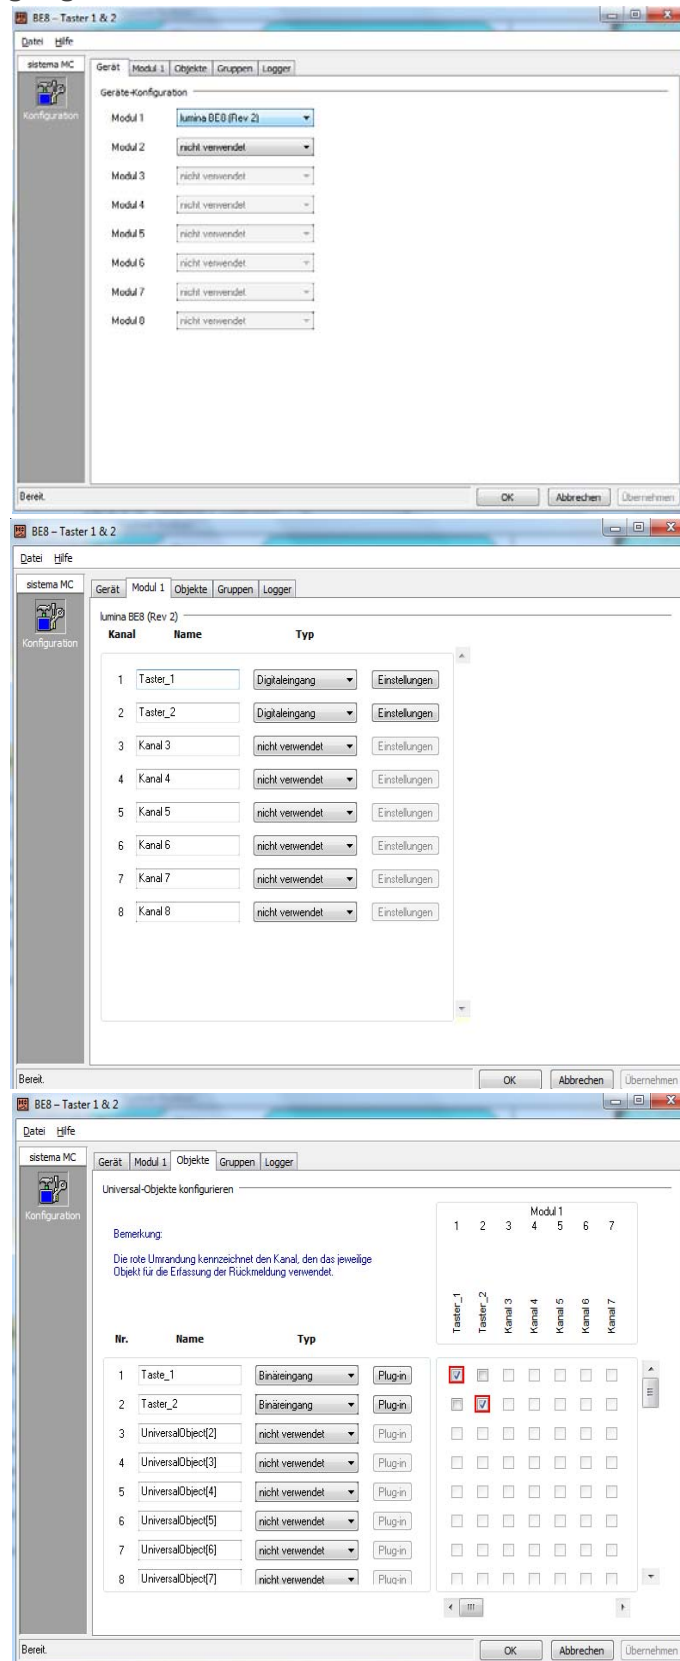 BE8 – Taster 1 & 2
Datei Hilfe
sistema MC
Konfiguration
Gerät Modul 1 Objekte Gruppen Logger
Geräte-Konfiguration
Modul 1 lumina BE8 (Rev 2)
Modul 2 nicht verwendet
Modul 3 nicht verwendet
Modul 4 nicht verwendet
Modul 5 nicht verwendet
Modul 6 nicht verwendet
Modul 7 nicht verwendet
Modul 8 nicht verwendet
Bereit. OK Abbrechen Übernehmen
BE8 – Taster 1 & 2
Datei Hilfe
sistema MC
Konfiguration
Gerät Modul 1 Objekte Gruppen Logger
lumina BE8 (Rev 2)
Kanal Name Typ
1 Taster_1 Digitaleingang Einstellungen
2 Taster_2 Digitaleingang Einstellungen
3 Kanal 3 nicht verwendet Einstellungen
4 Kanal 4 nicht verwendet Einstellungen
5 Kanal 5 nicht verwendet Einstellungen
6 Kanal 6 nicht verwendet Einstellungen
7 Kanal 7 nicht verwendet Einstellungen
8 Kanal 8 nicht verwendet Einstellungen
Bereit. OK Abbrechen Übernehmen
BE8 – Taster 1 & 2
Datei Hilfe
sistema MC
Konfiguration
Gerät Modul 1 Objekte Gruppen Logger
Universal-Objekte konfigurieren
Modul 1
1 2 3 4 5 6 7
Bemerkung:
Die rote Umrandung kennzeichnet den Kanal, den das jeweilige
Objekt für die Erfassung der Rückmeldung verwendet.
Taster_1 Taster_2 Kanal 3 Kanal 4 Kanal 5 Kanal 6 Kanal 7
Nr. Name Typ
1 Taste_1 Binäreingang Plug-in
2 Taster_2 Binäreingang Plug-in
3 UniversalObject[2] nicht verwendet Plug-in
4 UniversalObject[3] nicht verwendet Plug-in
5 UniversalObject[4] nicht verwendet Plug-in
6 UniversalObject[5] nicht verwendet Plug-in
7 UniversalObject[6] nicht verwendet Plug-in
8 UniversalObject[7] nicht verwendet Plug-in
Bereit. OK Abbrechen Übernehmen